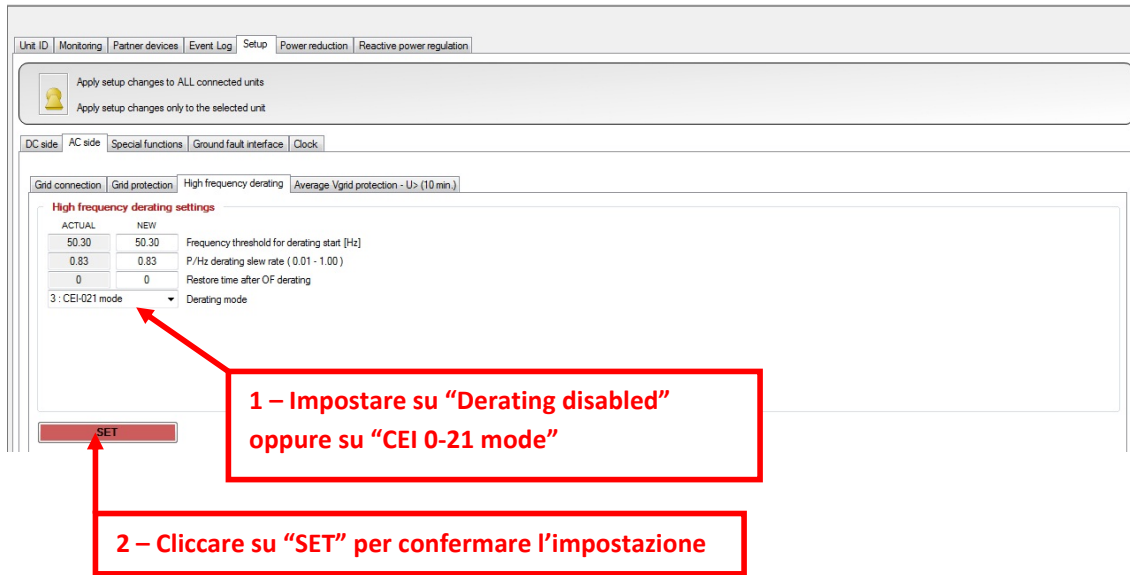 Unit ID Monitoring Partner devices Event Log Setup Power reduction Reactive power regulation
Apply setup changes to ALL connected units
Apply setup changes only to the selected unit
DC side AC side Special functions Ground fault interface Clock
Grid connection Grid protection High frequency derating Average Vgrid protection - U> (10 min.)
High frequency derating settings
ACTUAL NEW
50.30 50.30 Frequency threshold for derating start [Hz]
0.83 0.83 P/Hz derating slew rate ( 0.01 - 1.00 )
0 0 Restore time after OF derating
3 : CEI-021 mode Derating mode
1 – Impostare su “Derating disabled”
oppure su “CEI 0-21 mode”
SET
2 – Cliccare su “SET” per confermare l’impostazione